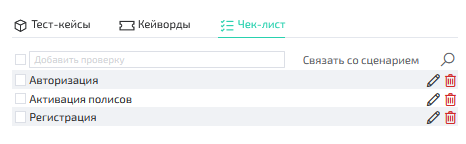 Тест-кейсы Кейворды Чек-лист
Добавить проверку Связать со сценарием
Авторизация
Активация полисов
Регистрация